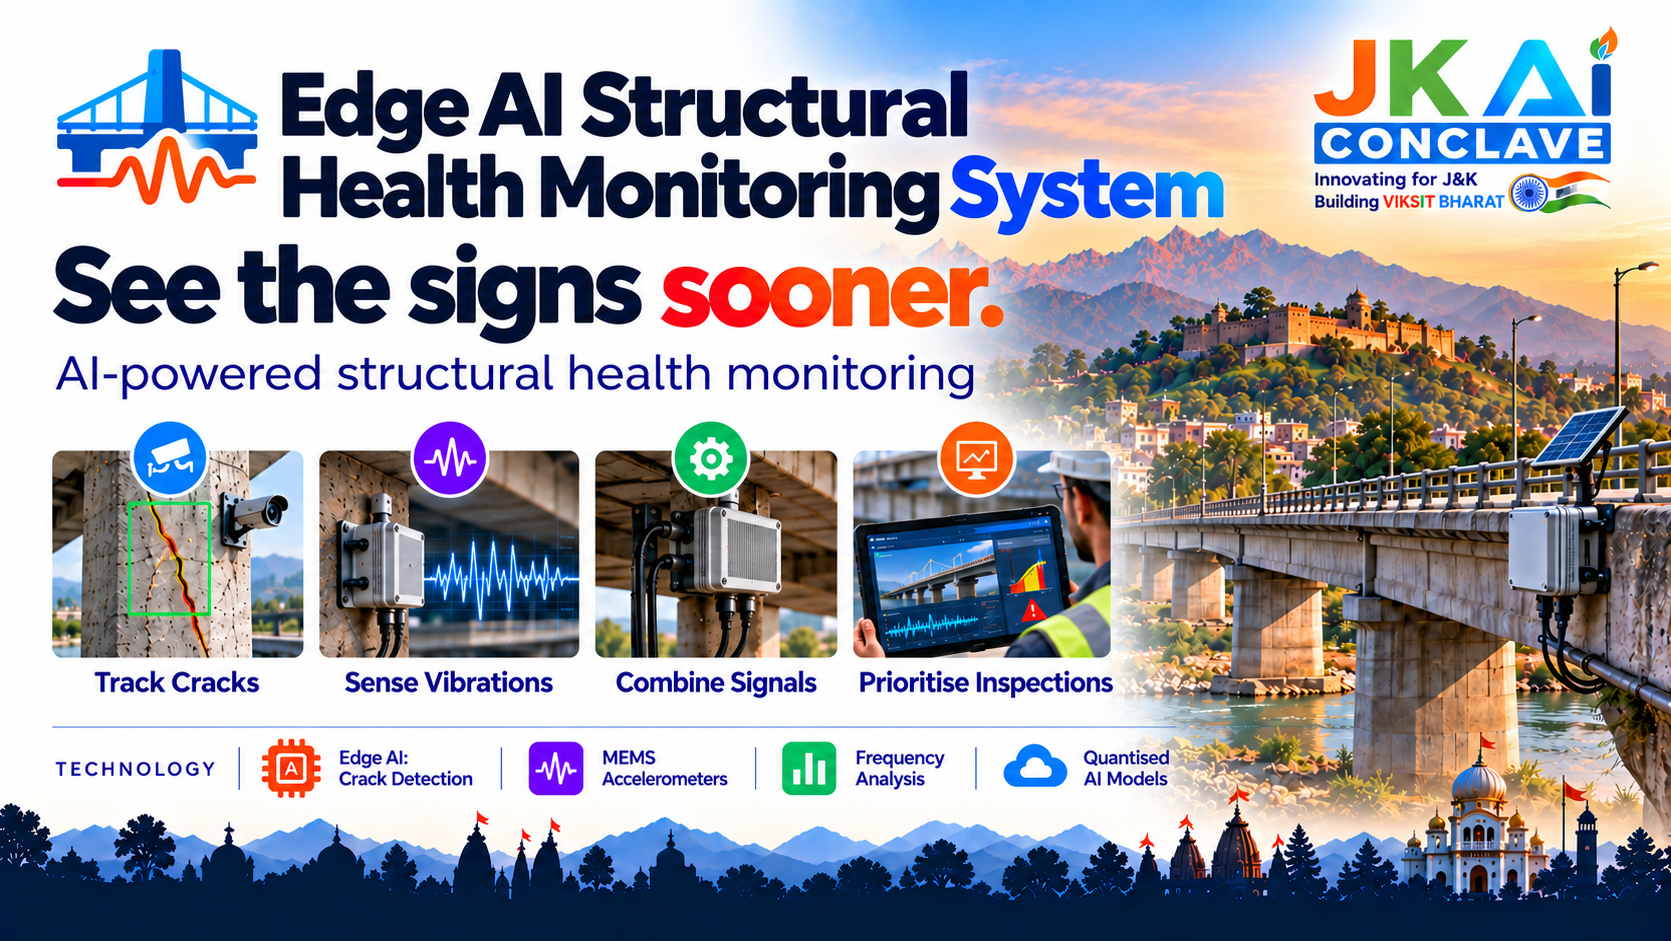 Edge AI Structural
Health Monitoring System
See the signs sooner.
AI-powered structural health monitoring
JK Ai
CONCLAVE
Innovating for J&K
Building VIKSIT BHARAT
Track Cracks
Sense Vibrations
Combine Signals
Prioritise Inspections
TECHNOLOGY
A
Edge AI:
Crack Detection
MEMS
Accelerometers
Frequency
Analysis
Quantised
AI Models